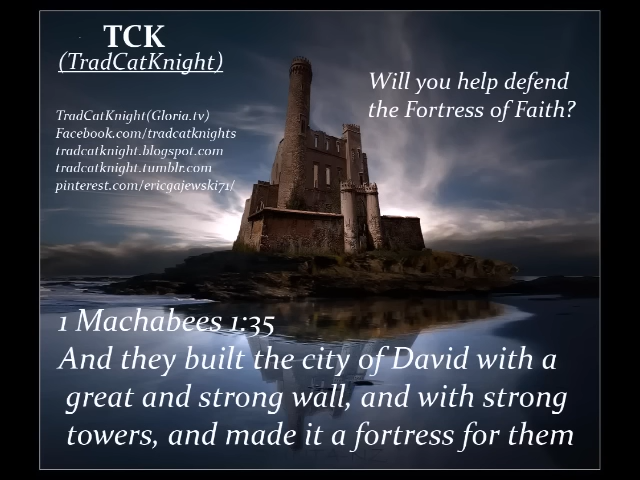 TCK
(TradCatKnight)
Will you help defend
the Fortress of Faith?
TradCatKnight(Gloria.tv)
Facebook.com/tradcatknights
tradcatknight.blogspot.com
tradcatknight.tumblr.com
pinterest.com/ericgajewski71/
1 Machabees 1:35
And they built the city of David with a
great and strong wall, and with strong
towers, and made it a fortress for them